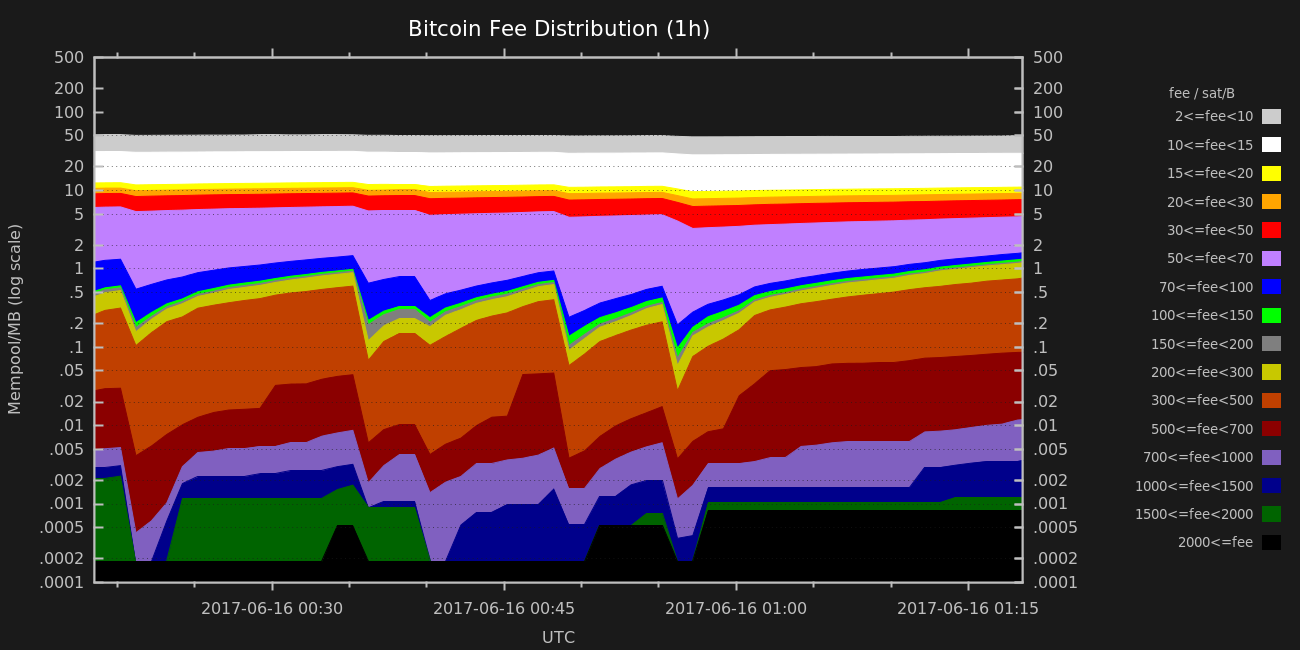 Bitcoin Fee Distribution (1h)
500 500
200 200
100 100
50 50
20 20
10 10
5 5
2 2
1 1
.5 .5
.2 .2
.1 .1
.05 .05
.02 .02
.01 .01
.005 .005
.002 .002
.001 .001
.0005 .0005
.0002 .0002
.0001 .0001
Mempool/MB (log scale)
2017-06-16 00:30 2017-06-16 00:45 2017-06-16 01:00 2017-06-16 01:15
UTC
fee / sat/B
2<=fee<10
10<=fee<15
15<=fee<20
20<=fee<30
30<=fee<50
50<=fee<70
70<=fee<100
100<=fee<150
150<=fee<200
200<=fee<300
300<=fee<500
500<=fee<700
700<=fee<1000
1000<=fee<1500
1500<=fee<2000
2000<=fee